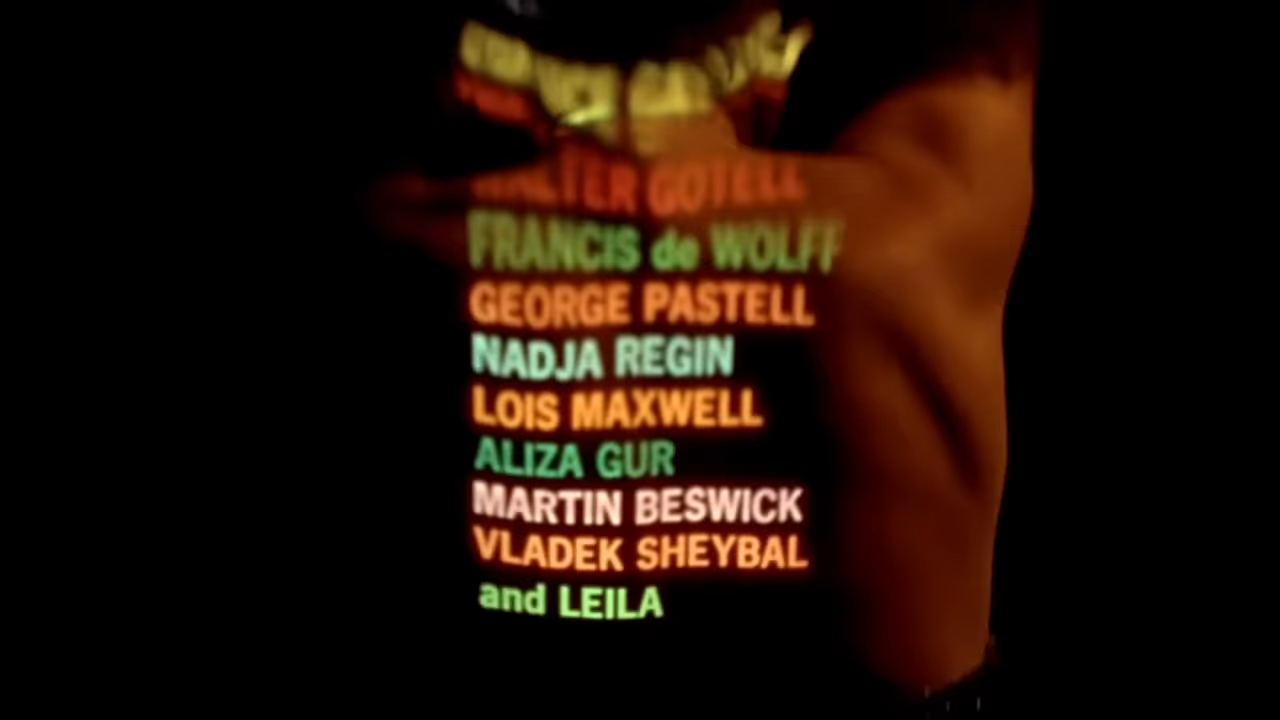 WALTER GOTELL
FRANCIS de WOLFF
GEORGE PASTELL
NADJA REGIN
LOIS MAXWELL
ALIZA GUR
MARTIN BESWICK
VLADEK SHEYBAL
and LEILA